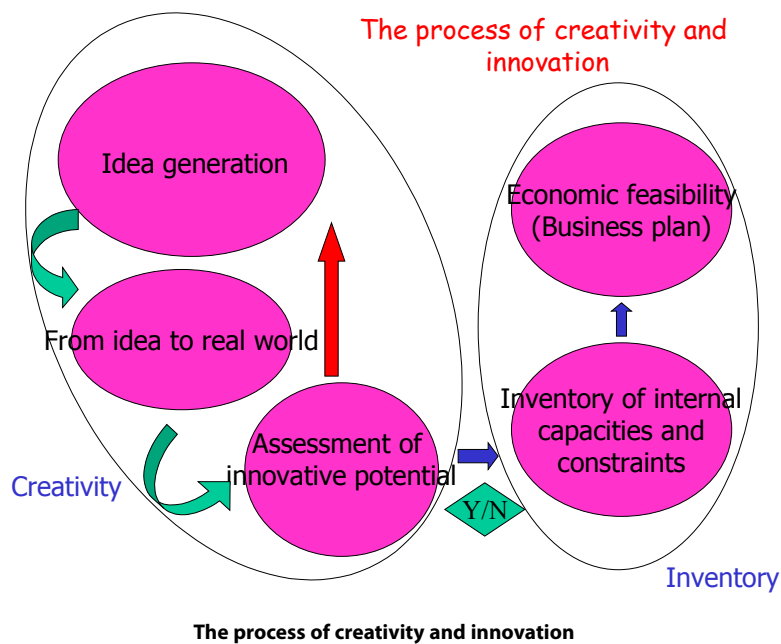 The process of creativity and
innovation
Idea generation
From idea to real world
Assessment of
innovative potential
Creativity
Y/N
Economic feasibility
(Business plan)
Inventory of internal
capacities and
constraints
Inventory
The process of creativity and innovation